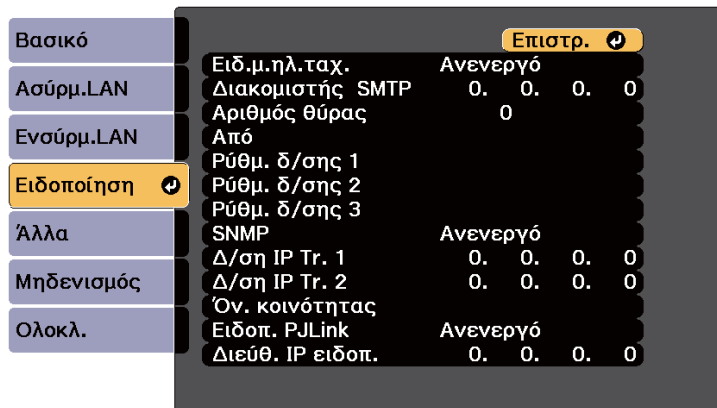 Βασικό
Ασύρμ.LAN
Ενσύρμ.LAN
Ειδοποίηση
Άλλα
Μηδενισμός
Ολοκλ.
Επιστρ.
Ειδ.μ.ηλ.ταχ. Ανενεργό
Διακομιστής SMTP 0. 0. 0. 0
Αριθμός θύρας 0
Από
Ρύθμ. δ/σης 1
Ρύθμ. δ/σης 2
Ρύθμ. δ/σης 3
SNMP Ανενεργό
Δ/ση IP Tr. 1 0. 0. 0. 0
Δ/ση IP Tr. 2 0. 0. 0. 0
Όν. κοινότητας
Ειδοπ. PJLink Ανενεργό
Διεύθ. IP ειδοπ. 0. 0. 0. 0